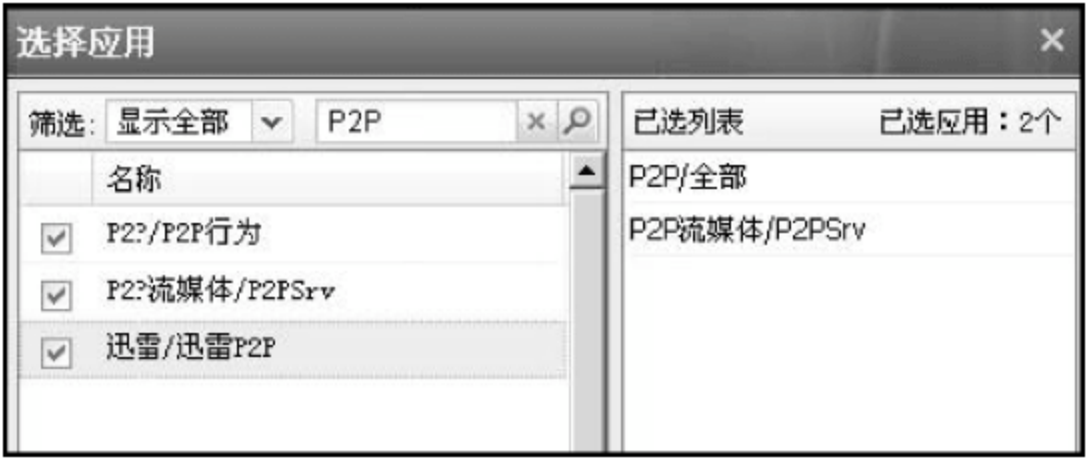 选择应用
筛选: 显示全部 P2P
名称
P2?/P2P行为
P2?流媒体/P2PSrv
迅雷/迅雷P2P
已选列表 已选应用：2个
P2P/全部
P2P流媒体/P2PSrv